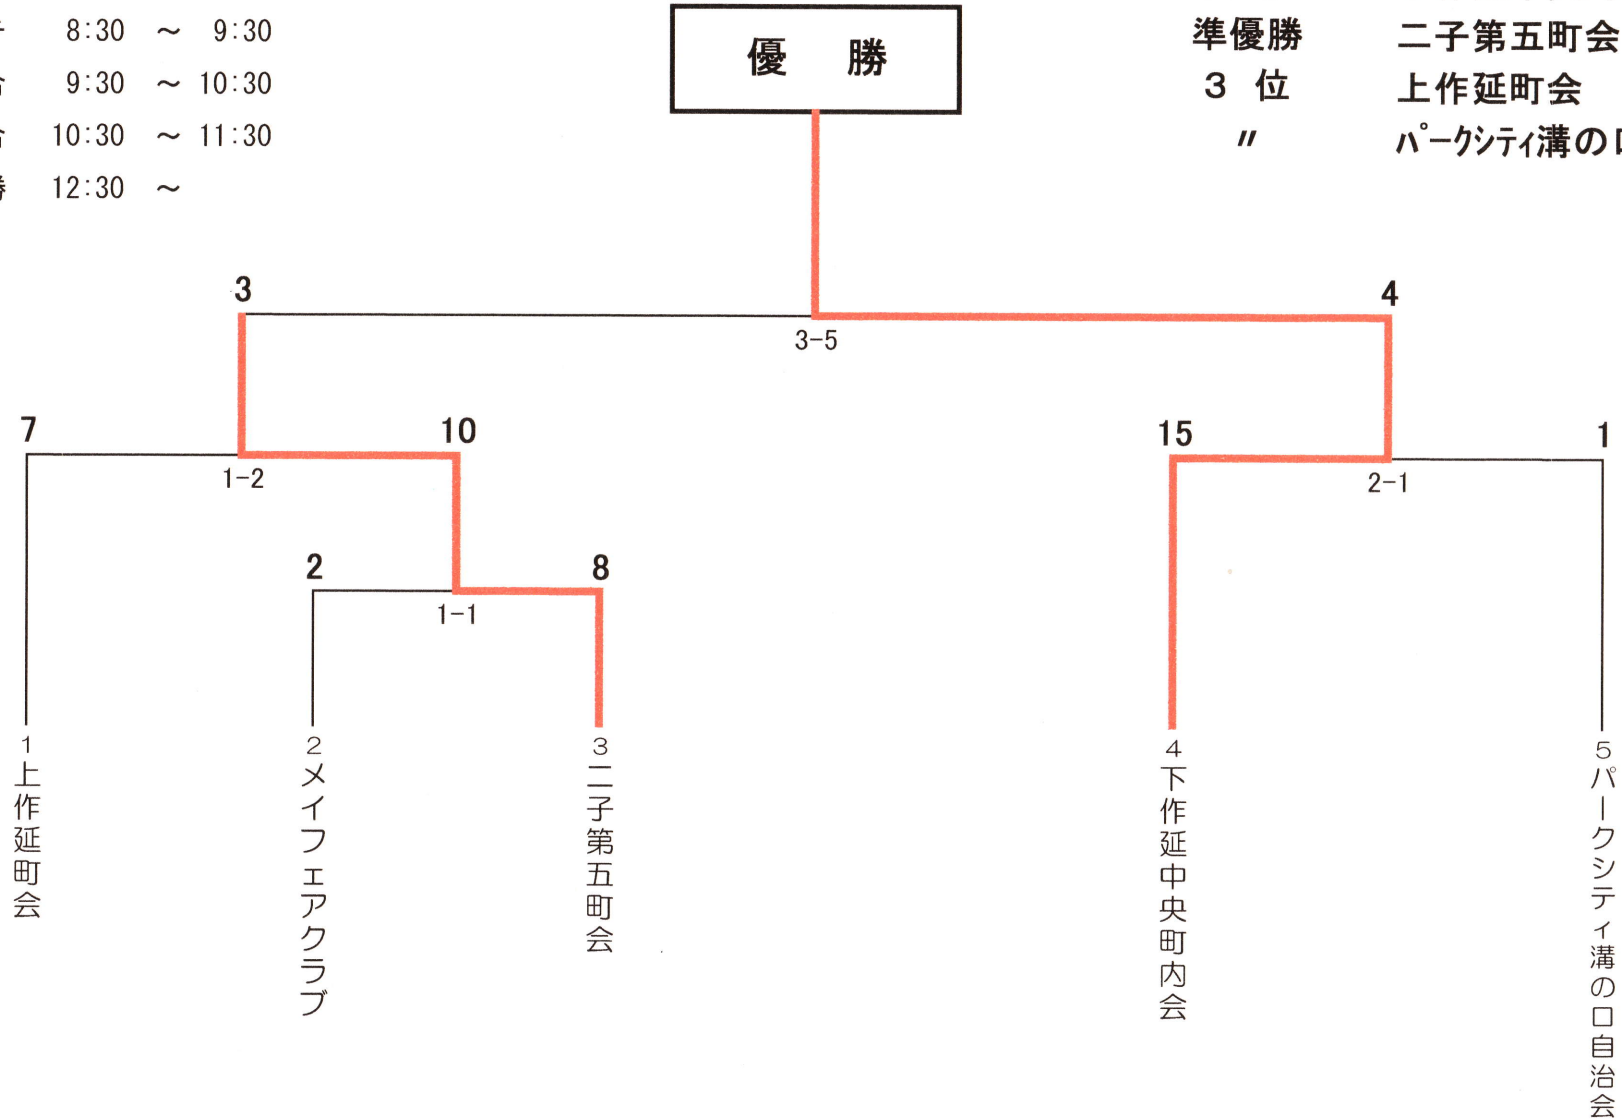 8:30 ～ 9:30
9:30 ～ 10:30
10:30 ～ 11:30
12:30 ～
優 勝
準優勝 二子第五町会
3 位 上作延町会
〃 パークシティ溝の
3
4
3-5
7
10
15
1
1-2
2-1
2
8
1-1
1 上作延町会
2 メイフェアクラブ
3 二子第五町会
4 下作延中央町内会
5 パークシティ溝の口自治会